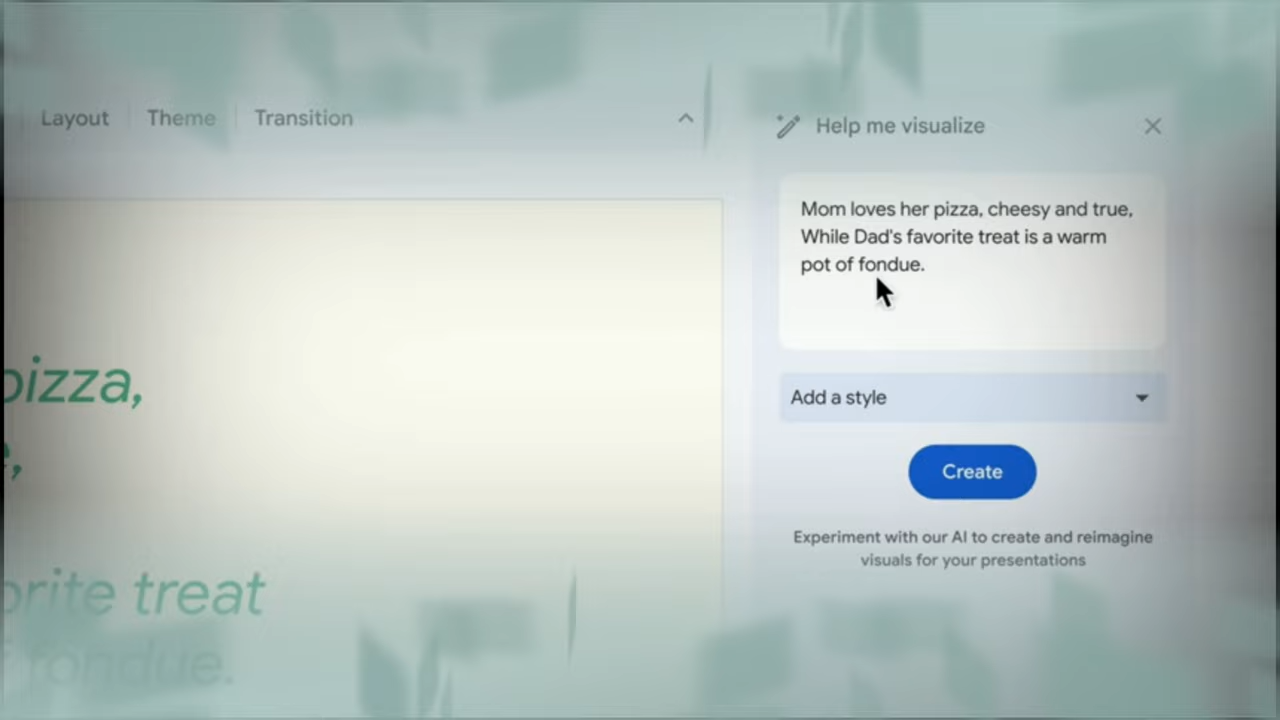 Layout
Theme
Transition
Help me visualize
Mom loves her pizza, cheesy and true,
While Dad's favorite treat is a warm
pot of fondue.
pizza,
Add a style
Create
Experiment with our AI to create and reimagine
visuals for your presentations
treat
fondue.